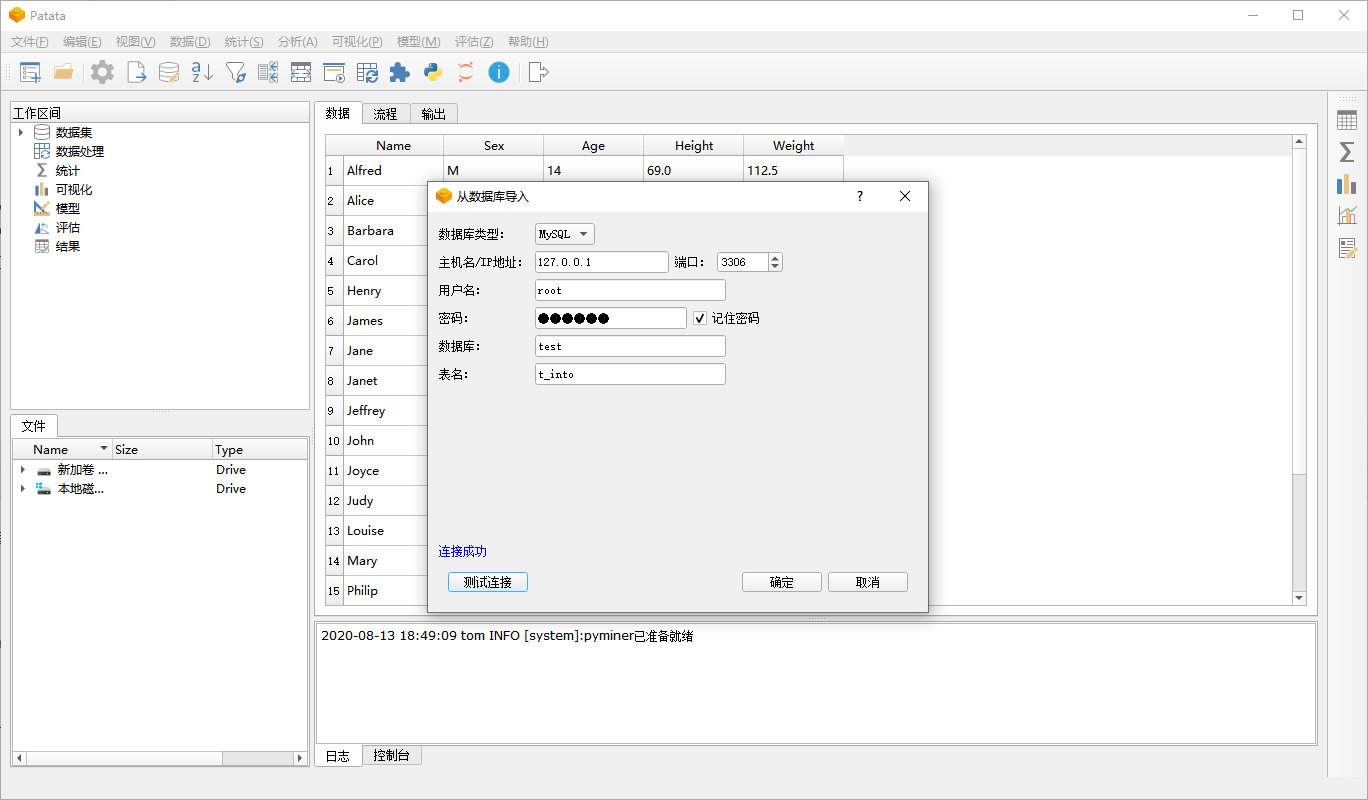 Patata
文件(F) 编辑(E) 视图(V) 数据(D) 统计(S) 分析(A) 可视化(P) 模型(M) 评估(Z) 帮助(H)
工作区间
数据集
数据处理
统计
可视化
模型
评估
结果
文件
Name Size Type
新加卷 ... Drive
本地磁... Drive
数据 流程 输出
Name Sex Age Height Weight
1 Alfred M 14 69.0 112.5
2 Alice
3 Barbara
4 Carol
5 Henry
6 James
7 Jane
8 Janet
9 Jeffrey
10 John
11 Joyce
12 Judy
13 Louise
14 Mary
15 Philip
从数据库导入 ?
数据库类型: MySQL
主机名/IP地址: 127.0.0.1 端口: 3306
用户名: root
密码: ●●●●●● 记住密码
数据库: test
表名: t_into
连接成功
测试连接 确定 取消
2020-08-13 18:49:09 tom INFO [system]:pyminer已准备就绪
日志 控制台